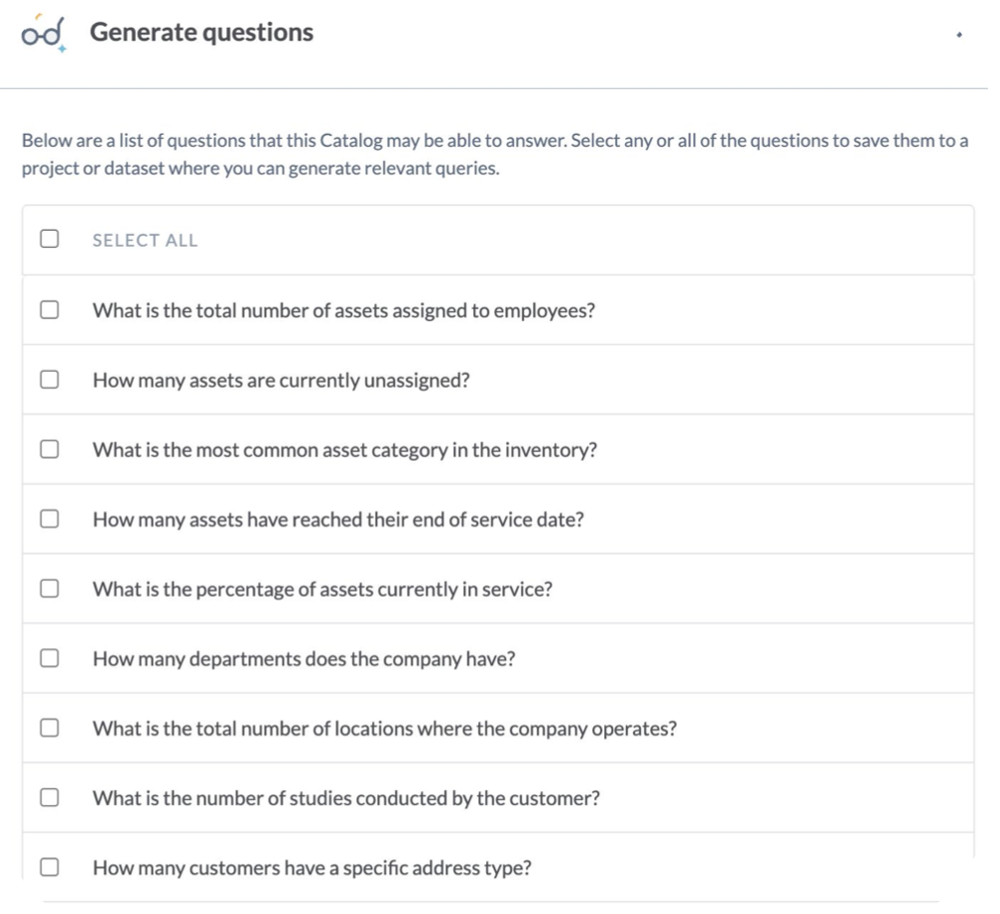 Generate questions
Below are a list of questions that this Catalog may be able to answer. Select any or all of the questions to save them to a
project or dataset where you can generate relevant queries.
SELECT ALL
What is the total number of assets assigned to employees?
How many assets are currently unassigned?
What is the most common asset category in the inventory?
How many assets have reached their end of service date?
What is the percentage of assets currently in service?
How many departments does the company have?
What is the total number of locations where the company operates?
What is the number of studies conducted by the customer?
How many customers have a specific address type?